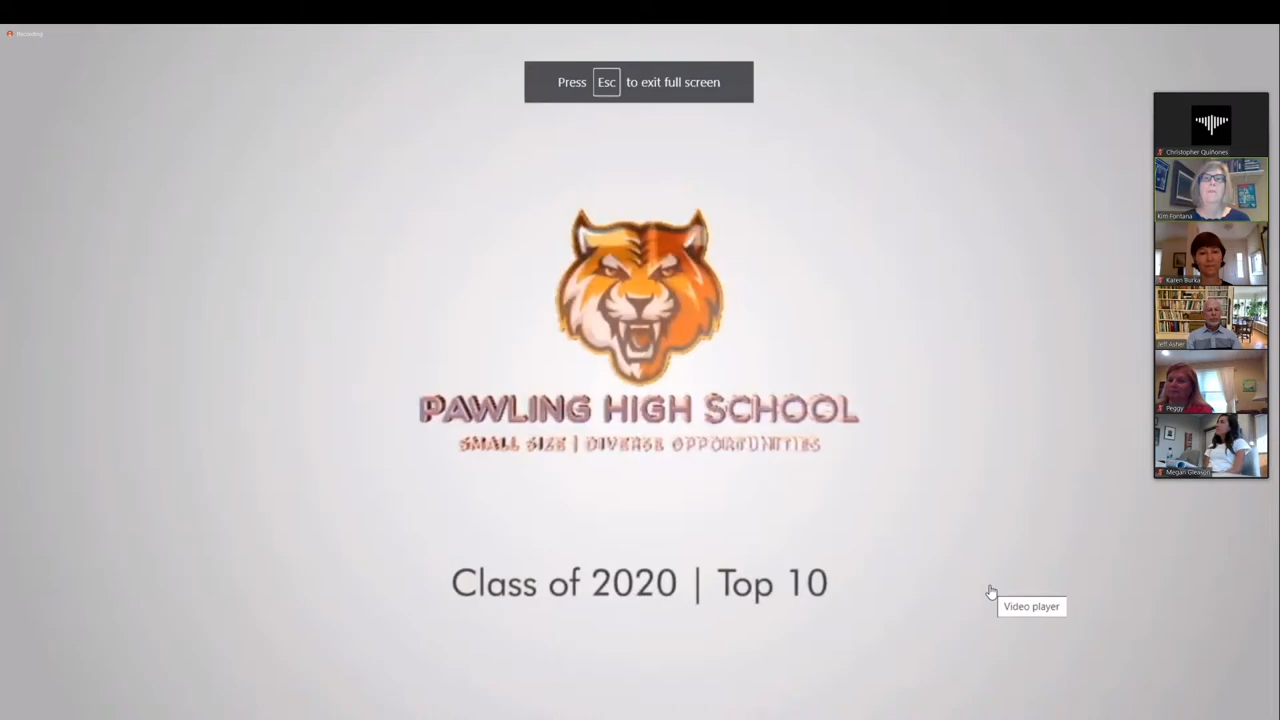 Recording
Press Esc to exit full screen
Christopher Quiñones
Kim Fontana
Karen Burka
Jeff Asher
Peggy
Megan Gleason
PAWLING HIGH SCHOOL
SMALL SIZE | DIVERSE OPPORTUNITIES
Class of 2020 | Top 10
Video player